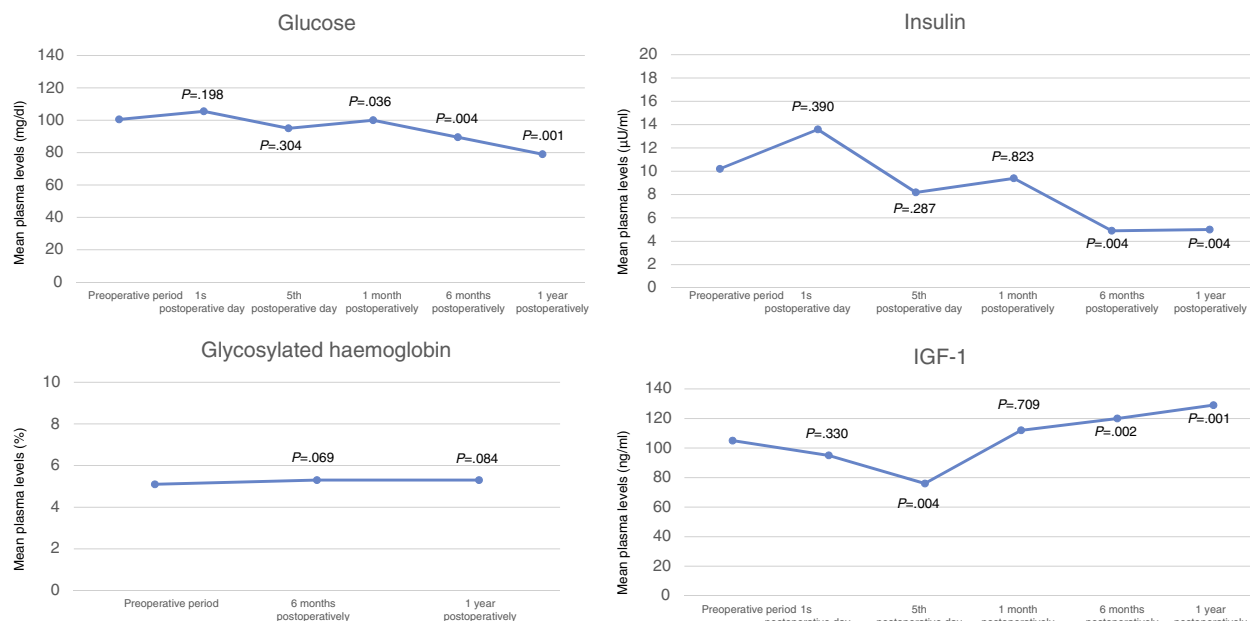 Glucose
Mean plasma levels (mg/dl)
140
120
100
80
60
40
20
0
P=.198
P=.304
P=.036
P=.004
P=.001
Preoperative period
1s
postoperative day
5th
postoperative day
1 month
postoperatively
6 months
postoperatively
1 year
postoperatively
Insulin
Mean plasma levels (μU/ml)
20
18
16
14
12
10
8
6
4
2
0
P=.390
P=.287
P=.823
P=.004
P=.004
Preoperative period
1s
postoperative day
5th
postoperative day
1 month
postoperatively
6 months
postoperatively
1 year
postoperatively
Glycosylated haemoglobin
Mean plasma levels (%)
10
8
6
4
2
0
P=.069
P=.084
Preoperative period
6 months
postoperatively
1 year
postoperatively
IGF-1
Mean plasma levels (ng/ml)
140
120
100
80
60
40
20
0
P=.330
P=.004
P=.709
P=.002
P=.001
Preoperative period
1s
5th
1 month
6 months
1 year